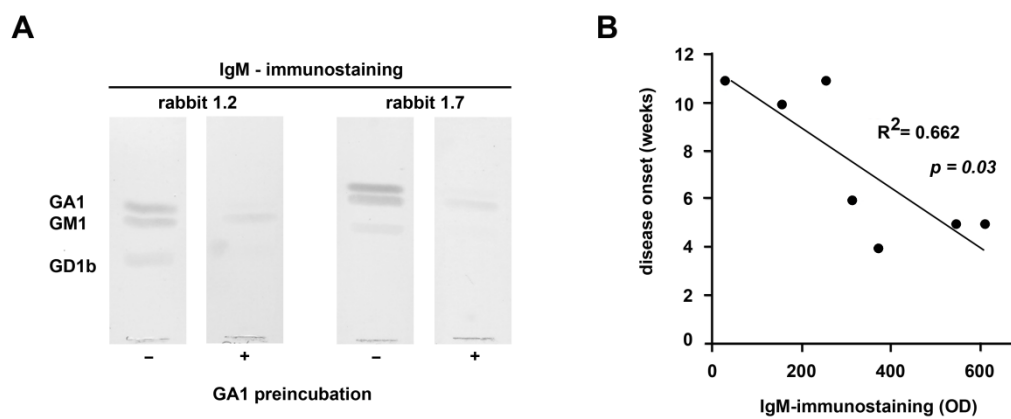 A
IgM - immunostaining
rabbit 1.2
rabbit 1.7
GA1
GM1
GD1b
– + – +
GA1 preincubation
B
12
10
8
6
4
2
0
disease onset (weeks)
R²= 0.662
p = 0.03
0 200 400 600
IgM-immunostaining (OD)